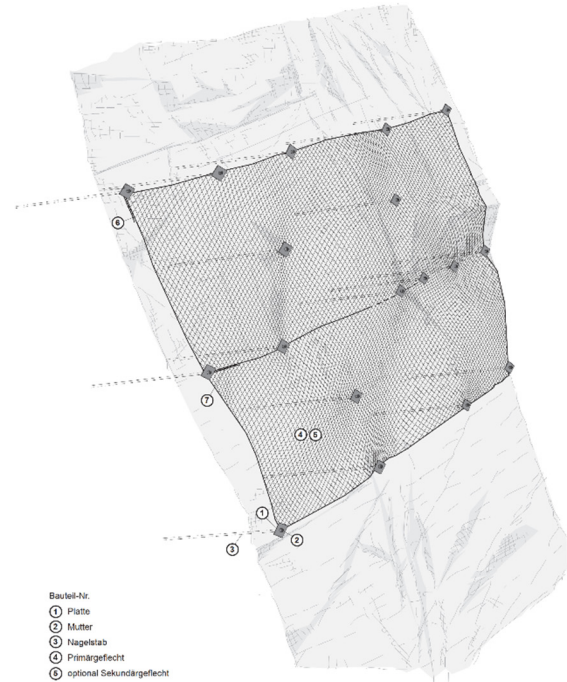 6
7
4 5
1
2
3
Bauteil-Nr.
1 Platte
2 Mutter
3 Nagelstab
4 Primärgeflecht
5 optional Sekundärgeflecht